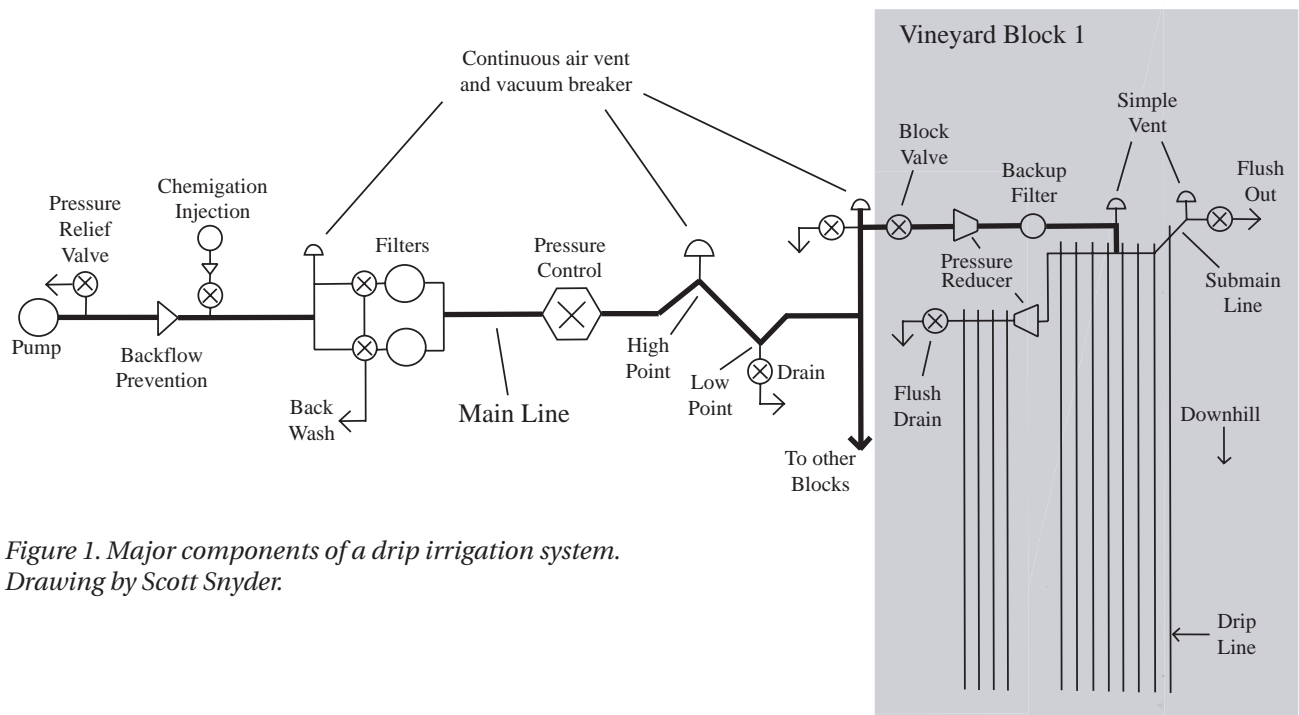 Vineyard Block 1
Continuous air vent
and vacuum breaker
Simple
Vent
Block
Valve
Backup
Filter
Flush
Out
Chemigation
Injection
Pressure
Relief
Valve
Filters
Pressure
Control
Pressure
Reducer
Submain
Line
Pump
Backflow
Prevention
High
Point
Low
Point
Drain
Flush
Drain
Back
Wash
Main Line
Downhill
To other
Blocks
Figure 1. Major components of a drip irrigation system.
Drawing by Scott Snyder.
Drip
Line